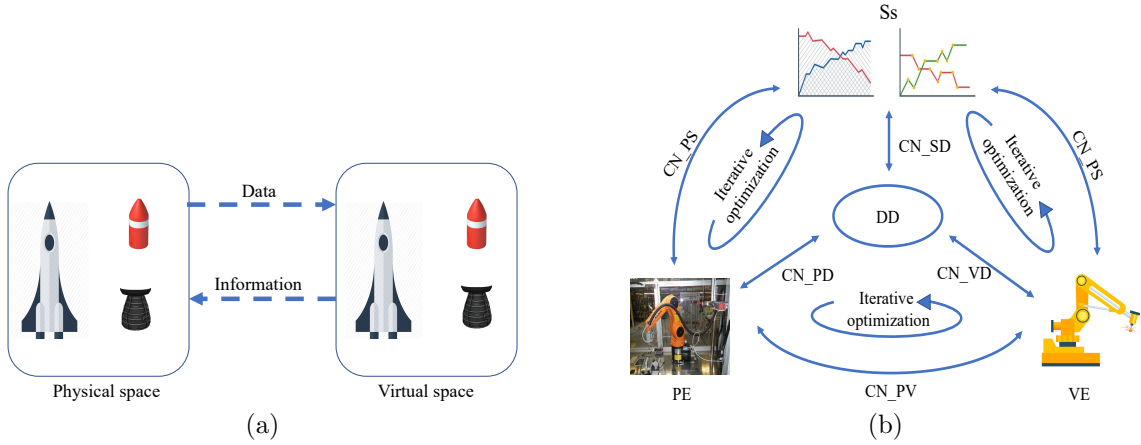 Data
Information
Physical space
Virtual space
(a)
Ss
CN_PS
Iterative
optimization
CN_SD
Iterative
optimization
CN_PS
DD
CN_PD
CN_VD
Iterative
optimization
PE
CN_PV
VE
(b)